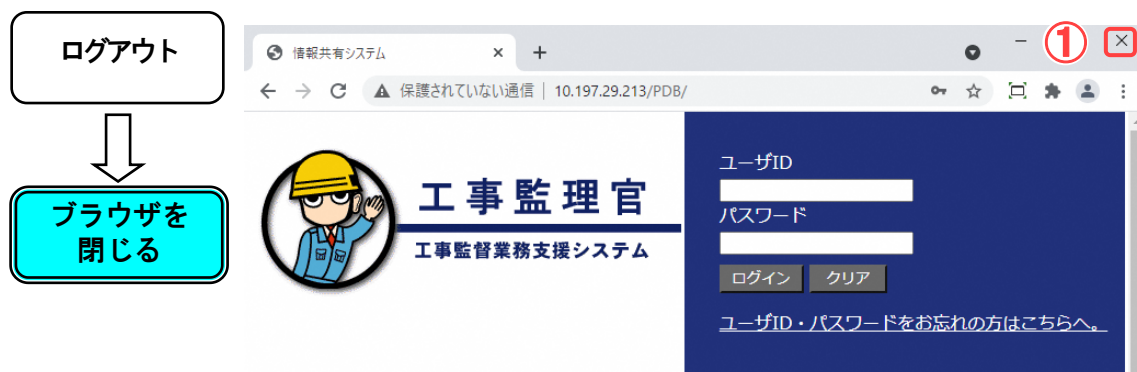 ログアウト
ブラウザを
閉じる
情報共有システム
①
保護されていない通信 | 10.197.29.213/PDB/
工事監理官
工事監督業務支援システム
ユーザID
パスワード
ログイン クリア
ユーザID・パスワードをお忘れの方はこちらへ。